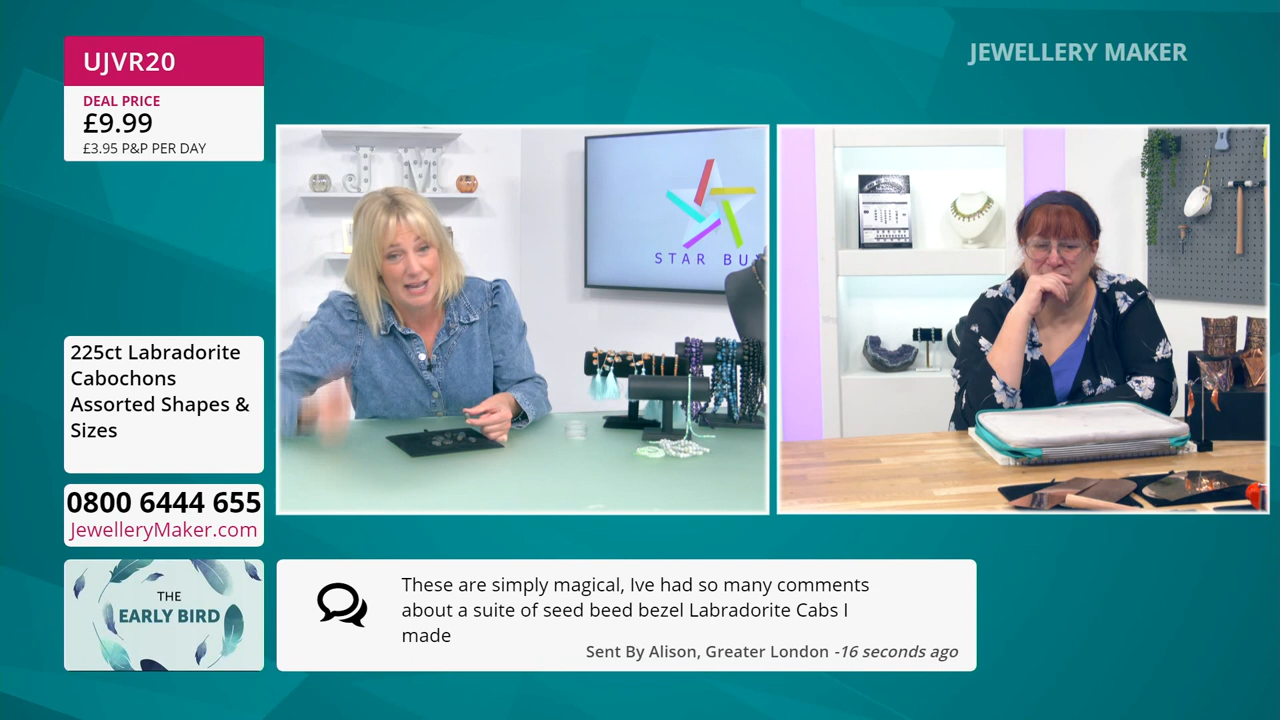 UJVR20
DEAL PRICE
£9.99
£3.95 P&P PER DAY
JEWELLERY MAKER
J M
STAR BU
225ct Labradorite
Cabochons
Assorted Shapes &
Sizes
0800 6444 655
JewelleryMaker.com
THE
EARLY BIRD
These are simply magical, Ive had so many comments
about a suite of seed beed bezel Labradorite Cabs I
made
Sent By Alison, Greater London -16 seconds ago